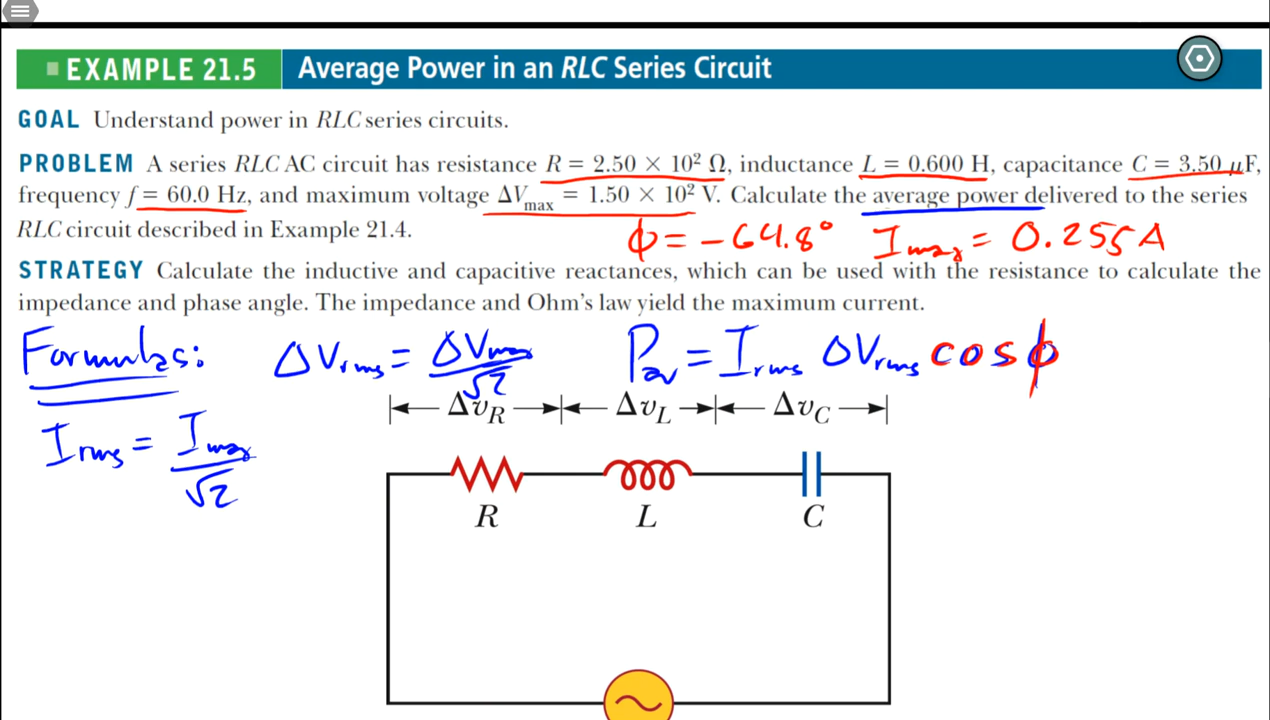 EXAMPLE 21.5 Average Power in an RLC Series Circuit
GOAL Understand power in RLC series circuits.
PROBLEM A series RLC AC circuit has resistance R = 2.50 × 10² Ω, inductance L = 0.600 H, capacitance C = 3.50 μF,
frequency f = 60.0 Hz, and maximum voltage ΔVmax = 1.50 × 10² V. Calculate the average power delivered to the series
RLC circuit described in Example 21.4.
ϕ = -64.8° Imax = 0.255A
STRATEGY Calculate the inductive and capacitive reactances, which can be used with the resistance to calculate the
impedance and phase angle. The impedance and Ohm's law yield the maximum current.
Formulas: ΔVrms = ΔVmax/√2 Pav = Irms ΔVrms cosϕ
ΔvR ΔvL ΔvC
Irms = Imax/√2
R L C